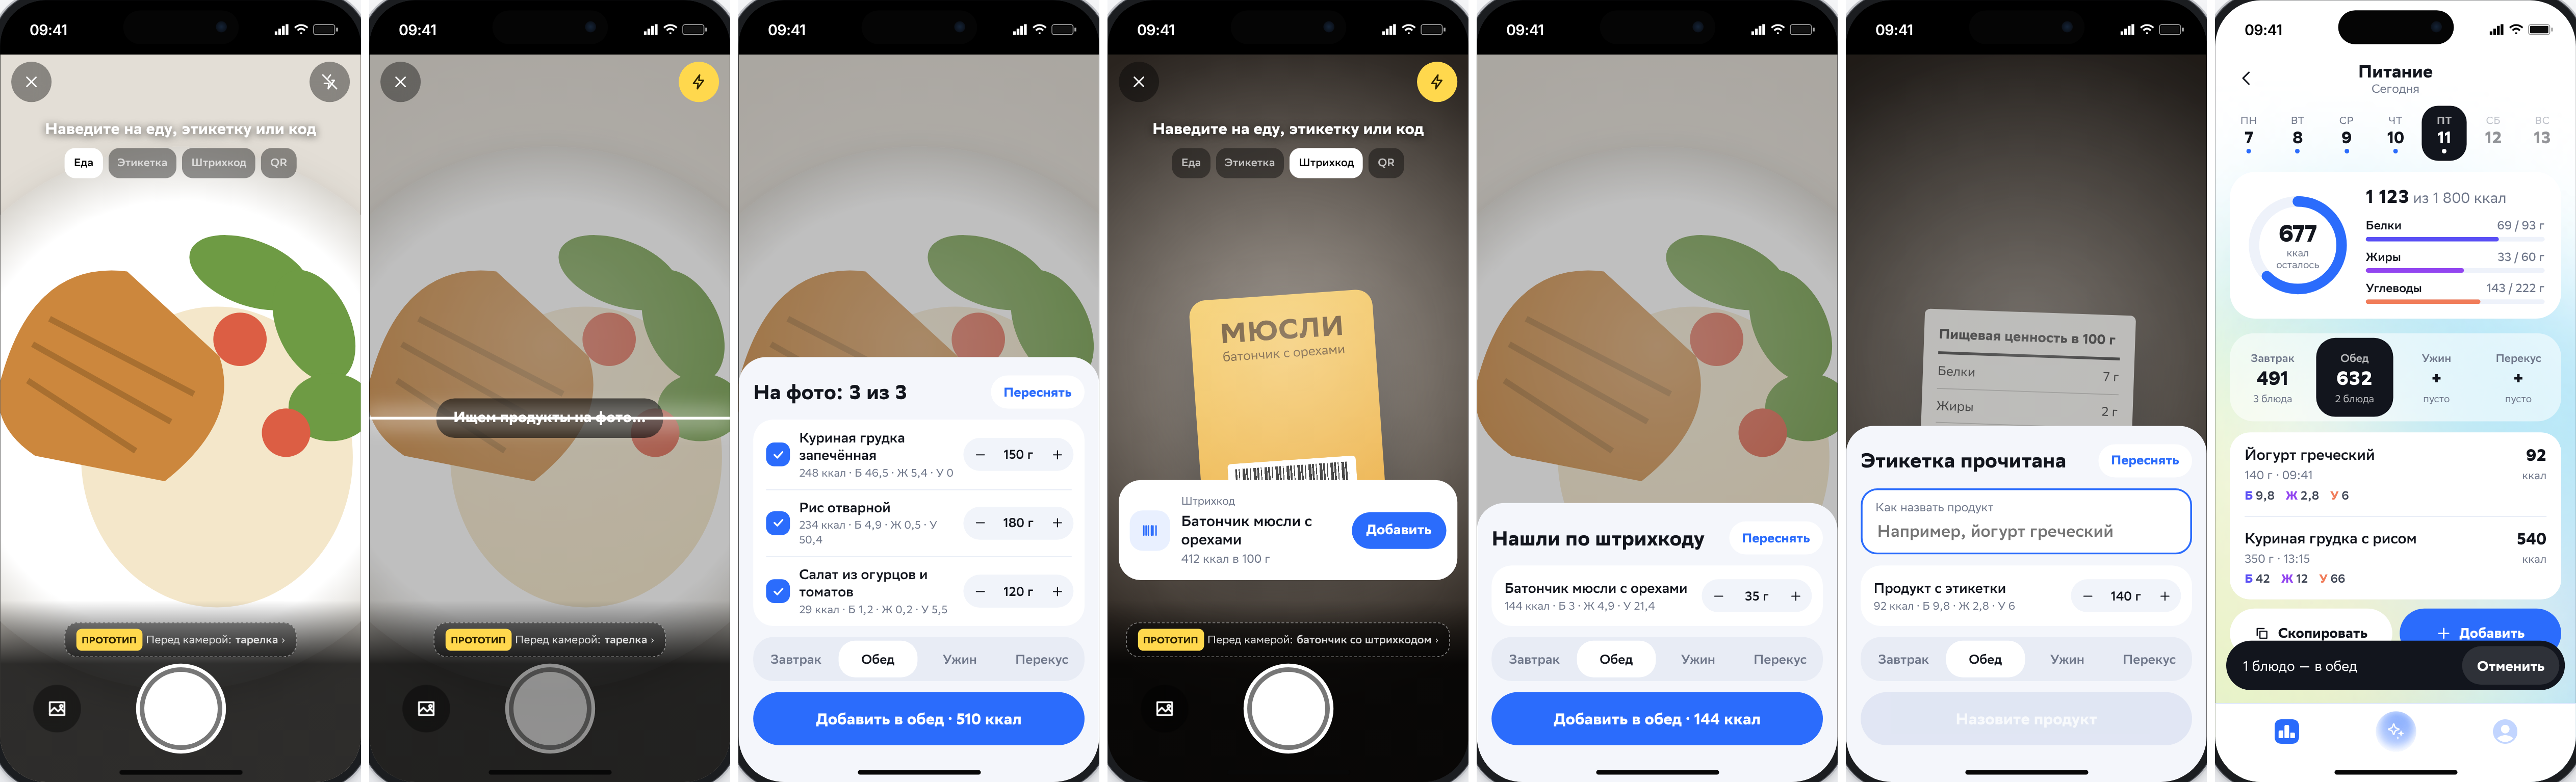 09:41
Наведите на еду, этикетку или код
Еда
Этикетка
Штрихкод
QR
ПРОТОТИП Перед камерой: тарелка ›
09:41
Ищем продукты на фото...
ПРОТОТИП Перед камерой: тарелка ›
09:41
На фото: 3 из 3
Переснять
Куриная грудка
запечённая
248 ккал · Б 46,5 · Ж 5,4 · У 0
− 150 г +
Рис отварной
234 ккал · Б 4,9 · Ж 0,5 · У
50,4
− 180 г +
Салат из огурцов и
томатов
29 ккал · Б 1,2 · Ж 0,2 · У 5,5
− 120 г +
Завтрак
Обед
Ужин
Перекус
Добавить в обед · 510 ккал
09:41
Наведите на еду, этикетку или код
Еда
Этикетка
Штрихкод
QR
МЮСЛИ
батончик с орехами
Штрихкод
Батончик мюсли с
орехами
412 ккал в 100 г
Добавить
ПРОТОТИП Перед камерой: батончик со штрихкодом ›
09:41
Нашли по штрихкоду
Переснять
Батончик мюсли с орехами
144 ккал · Б 3 · Ж 4,9 · У 21,4
− 35 г +
Завтрак
Обед
Ужин
Перекус
Добавить в обед · 144 ккал
09:41
Пищевая ценность в 100 г
Белки 7 г
Жиры 2 г
Этикетка прочитана
Переснять
Как назвать продукт
Например, йогурт греческий
Продукт с этикетки
92 ккал · Б 9,8 · Ж 2,8 · У 6
− 140 г +
Завтрак
Обед
Ужин
Перекус
Назовите продукт
09:41
Питание
Сегодня
ПН ВТ СР ЧТ ПТ СБ ВС
7 8 9 10 11 12 13
677
ккал
осталось
1 123 из 1 800 ккал
Белки 69 / 93 г
Жиры 33 / 60 г
Углеводы 143 / 222 г
Завтрак
491
3 блюда
Обед
632
2 блюда
Ужин
+
пусто
Перекус
+
пусто
Йогурт греческий 92
140 г · 09:41 ккал
Б 9,8 Ж 2,8 У 6
Куриная грудка с рисом 540
350 г · 13:15 ккал
Б 42 Ж 12 У 66
Скопировать
+ Добавить
1 блюдо — в обед
Отменить